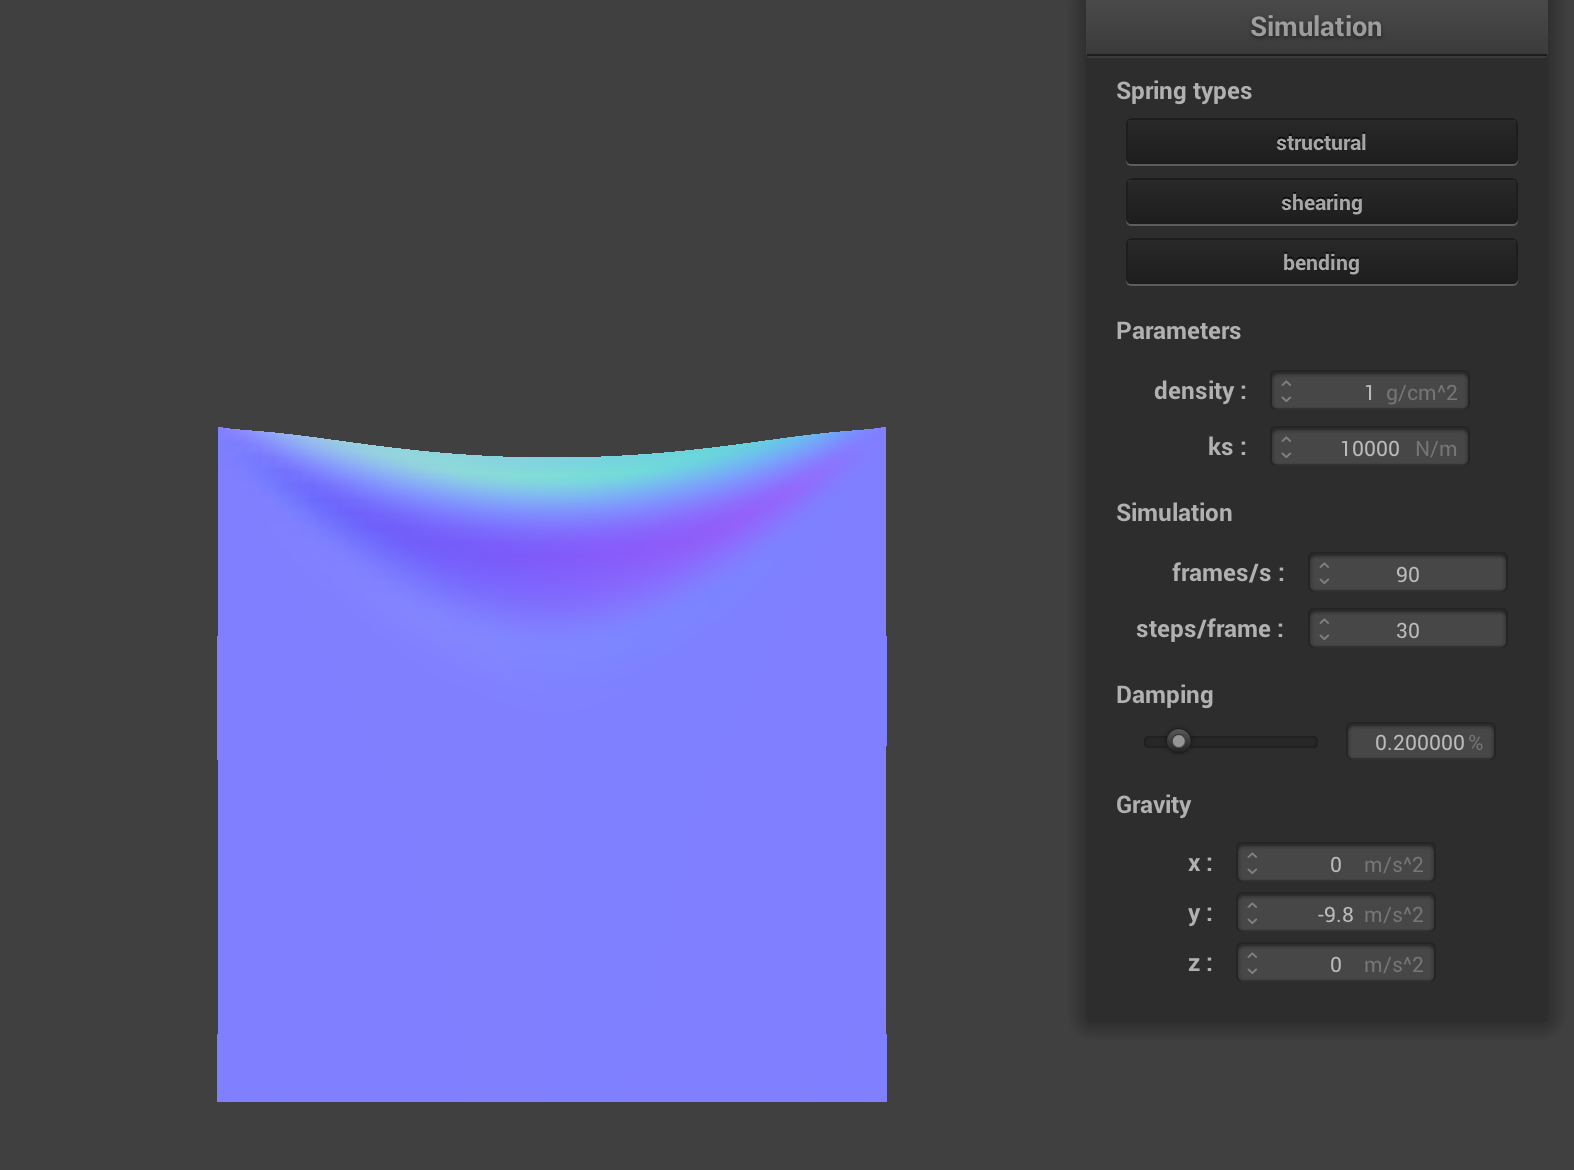 Simulation
Spring types
structural
shearing
bending
Parameters
density : 1 g/cm^2
ks : 10000 N/m
Simulation
frames/s : 90
steps/frame : 30
Damping
0.200000 %
Gravity
x : 0 m/s^2
y : -9.8 m/s^2
z : 0 m/s^2